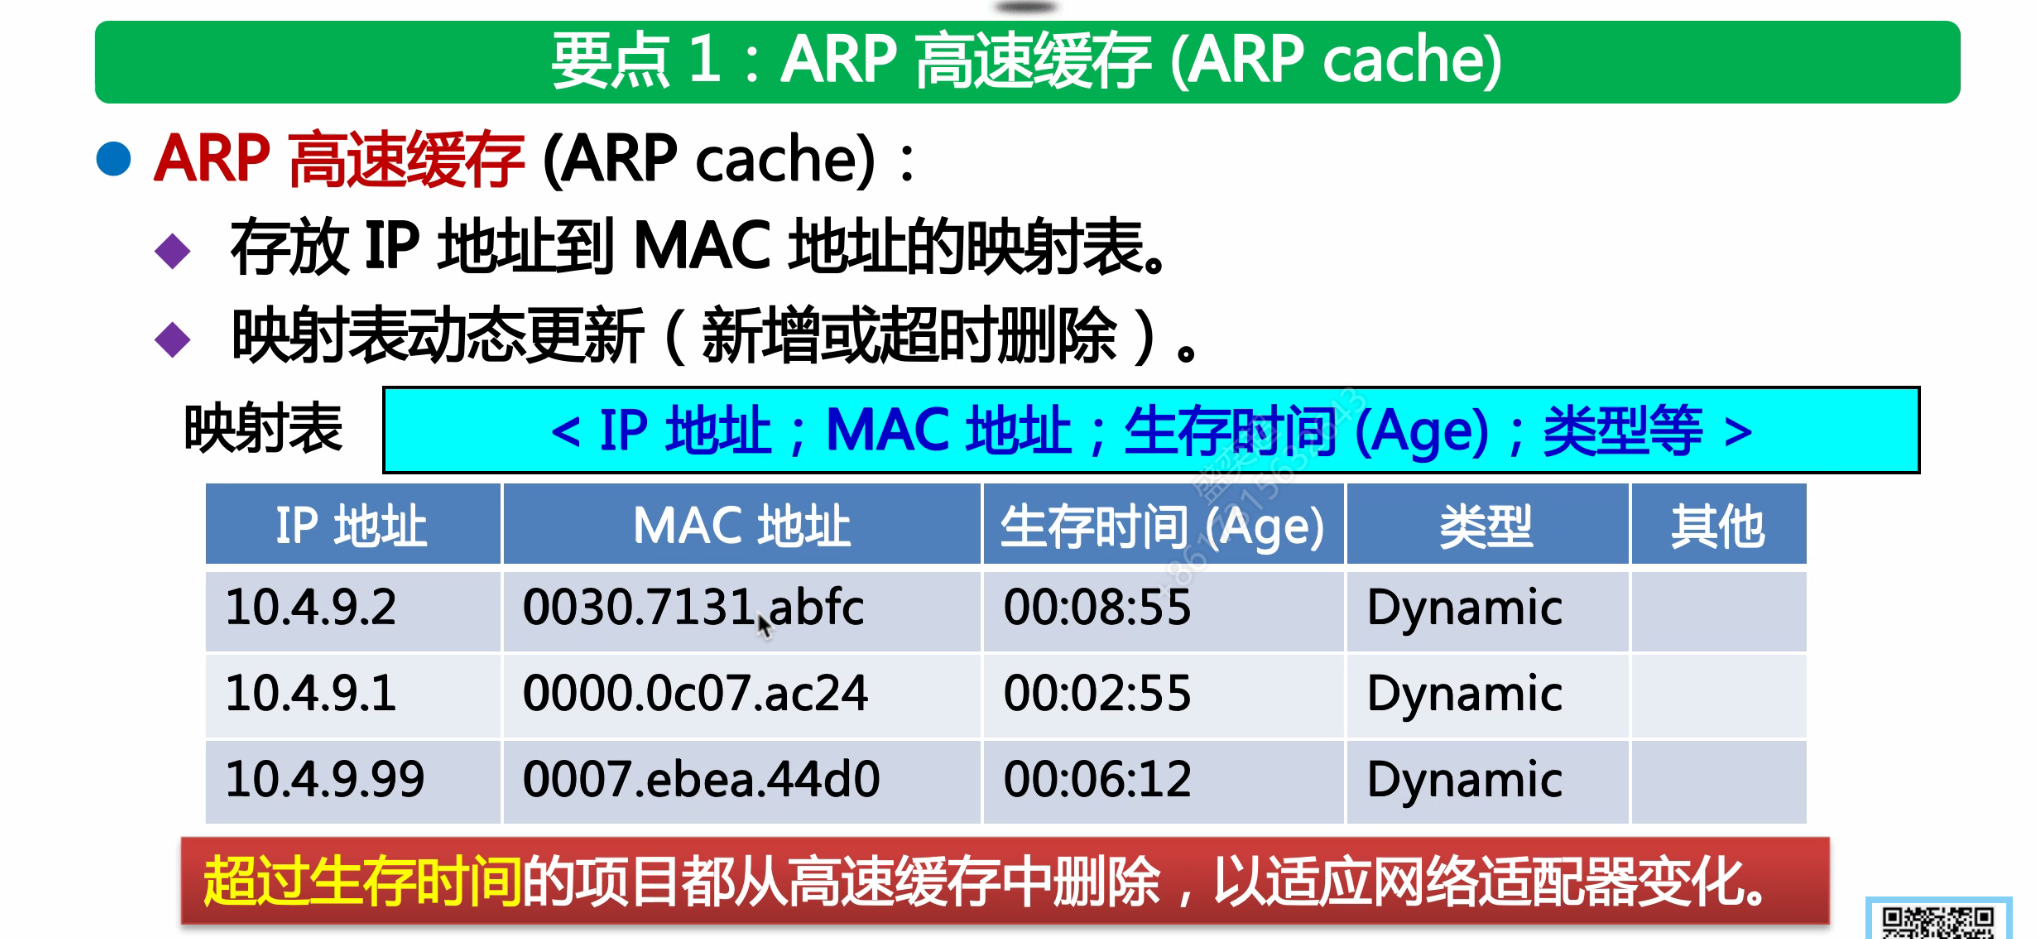 要点 1：ARP 高速缓存 (ARP cache)
ARP 高速缓存 (ARP cache)：
存放 IP 地址到 MAC 地址的映射表。
映射表动态更新（新增或超时删除）。
映射表 < IP 地址；MAC 地址；生存时间 (Age)；类型等 >
IP 地址 MAC 地址 生存时间 (Age) 类型 其他
10.4.9.2 0030.7131.abfc 00:08:55 Dynamic
10.4.9.1 0000.0c07.ac24 00:02:55 Dynamic
10.4.9.99 0007.ebea.44d0 00:06:12 Dynamic
超过生存时间的项目都从高速缓存中删除，以适应网络适配器变化。